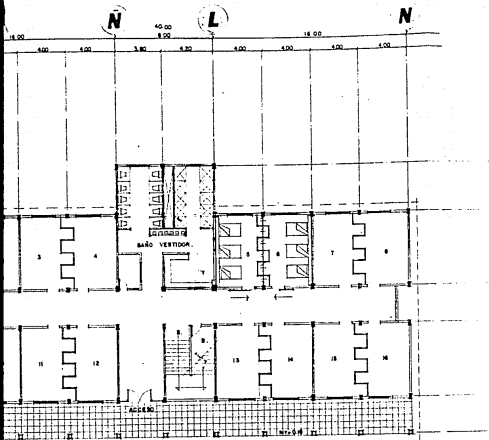 Ñ L N
40.00
16.00 8.00 16.00
4.00 4.00 3.80 4.20 4.00 4.00 4.00 4.00
BAÑO VESTIDOR.
3 4 5 6 7 8
S. B.
11 12 13 14 15 16
ACCESO